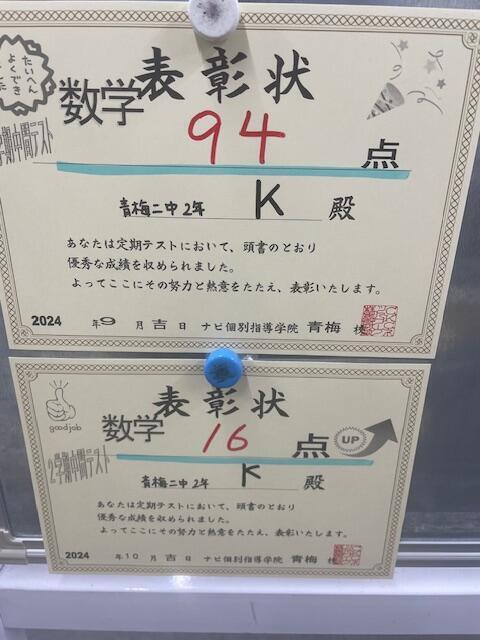 たいへん
よくでき
数学 表彰状
期中間テスト
94
点
青梅二中2年 K 殿
あなたは定期テストにおいて、頭書のとおり
優秀な成績を収められました。
よってここにその努力と熱意をたたえ、表彰いたします。
2024 年9月吉日 ナビ個別指導学院 青梅 校
goodjob
表彰状
数学
16
点
UP
2学期中間テスト
青梅二中2年 K 殿
あなたは定期テストにおいて、頭書のとおり
優秀な成績を収められました。
よってここにその努力と熱意をたたえ、表彰いたします。
2024 年10月吉日 ナビ個別指導学院 青梅 校